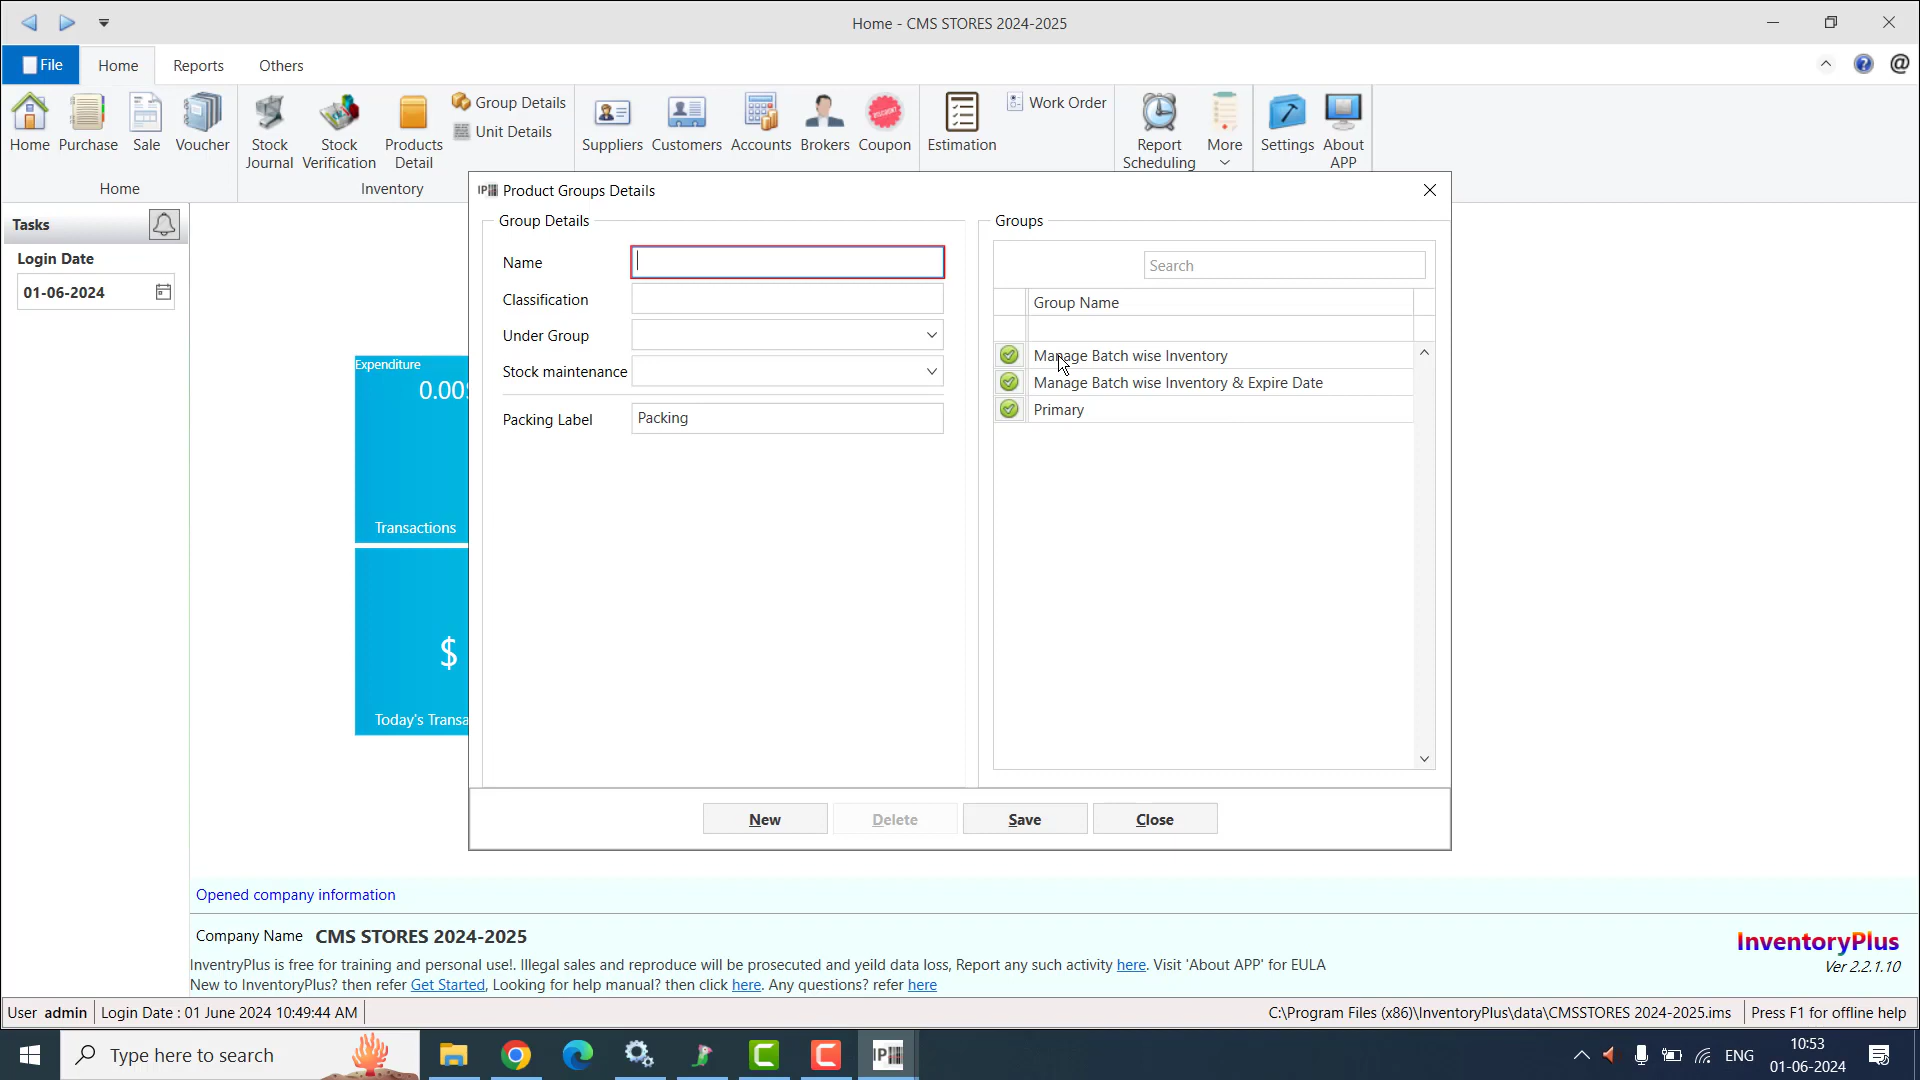 Home - CMS STORES 2024-2025
File Home Reports Others
Home Purchase Sale Voucher
Home
Stock Journal
Stock Verification
Products Detail
Group Details
Unit Details
Inventory
Suppliers Customers Accounts Brokers Coupon
Estimation
Work Order
Report Scheduling
More
Settings
About APP
Tasks
Login Date
01-06-2024
Expenditure
Transactions
$
IP Product Groups Details
Group Details
Name
Classification
Under Group
Stock maintenance
Packing Label Packing
Groups
Search
Group Name
Manage Batch wise Inventory
Manage Batch wise Inventory & Expire Date
Primary
New Delete Save Close
Opened company information
Company Name CMS STORES 2024-2025
InventryPlus is free for training and personal use!. Illegal sales and reproduce will be prosecuted and yeild data loss, Report any such activity here. Visit 'About APP' for EULA
New to InventoryPlus? then refer Get Started, Looking for help manual? then click here. Any questions? refer here
InventoryPlus
Ver 2.2.1.10
User admin Login Date : 01 June 2024 10:49:44 AM
C:\Program Files (x86)\InventoryPlus\data\CMSSTORES 2024-2025.ims Press F1 for offline help
Type here to search
IP
ENG
10:53
01-06-2024